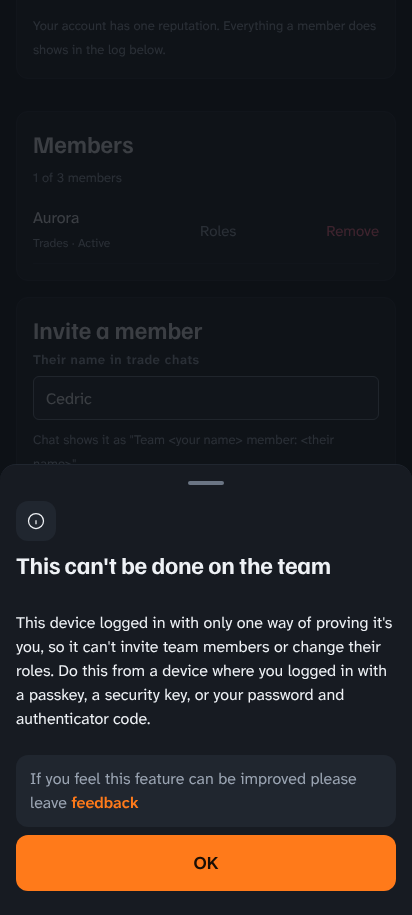 Your account has one reputation. Everything a member does
shows in the log below.
Members
1 of 3 members
Aurora
Trades · Active
Roles
Remove
Invite a member
Their name in trade chats
Cedric
Chat shows it as "Team <your name> member: <their
name>"
This can't be done on the team
This device logged in with only one way of proving it's
you, so it can't invite team members or change their
roles. Do this from a device where you logged in with
a passkey, a security key, or your password and
authenticator code.
If you feel this feature can be improved please
leave feedback
OK